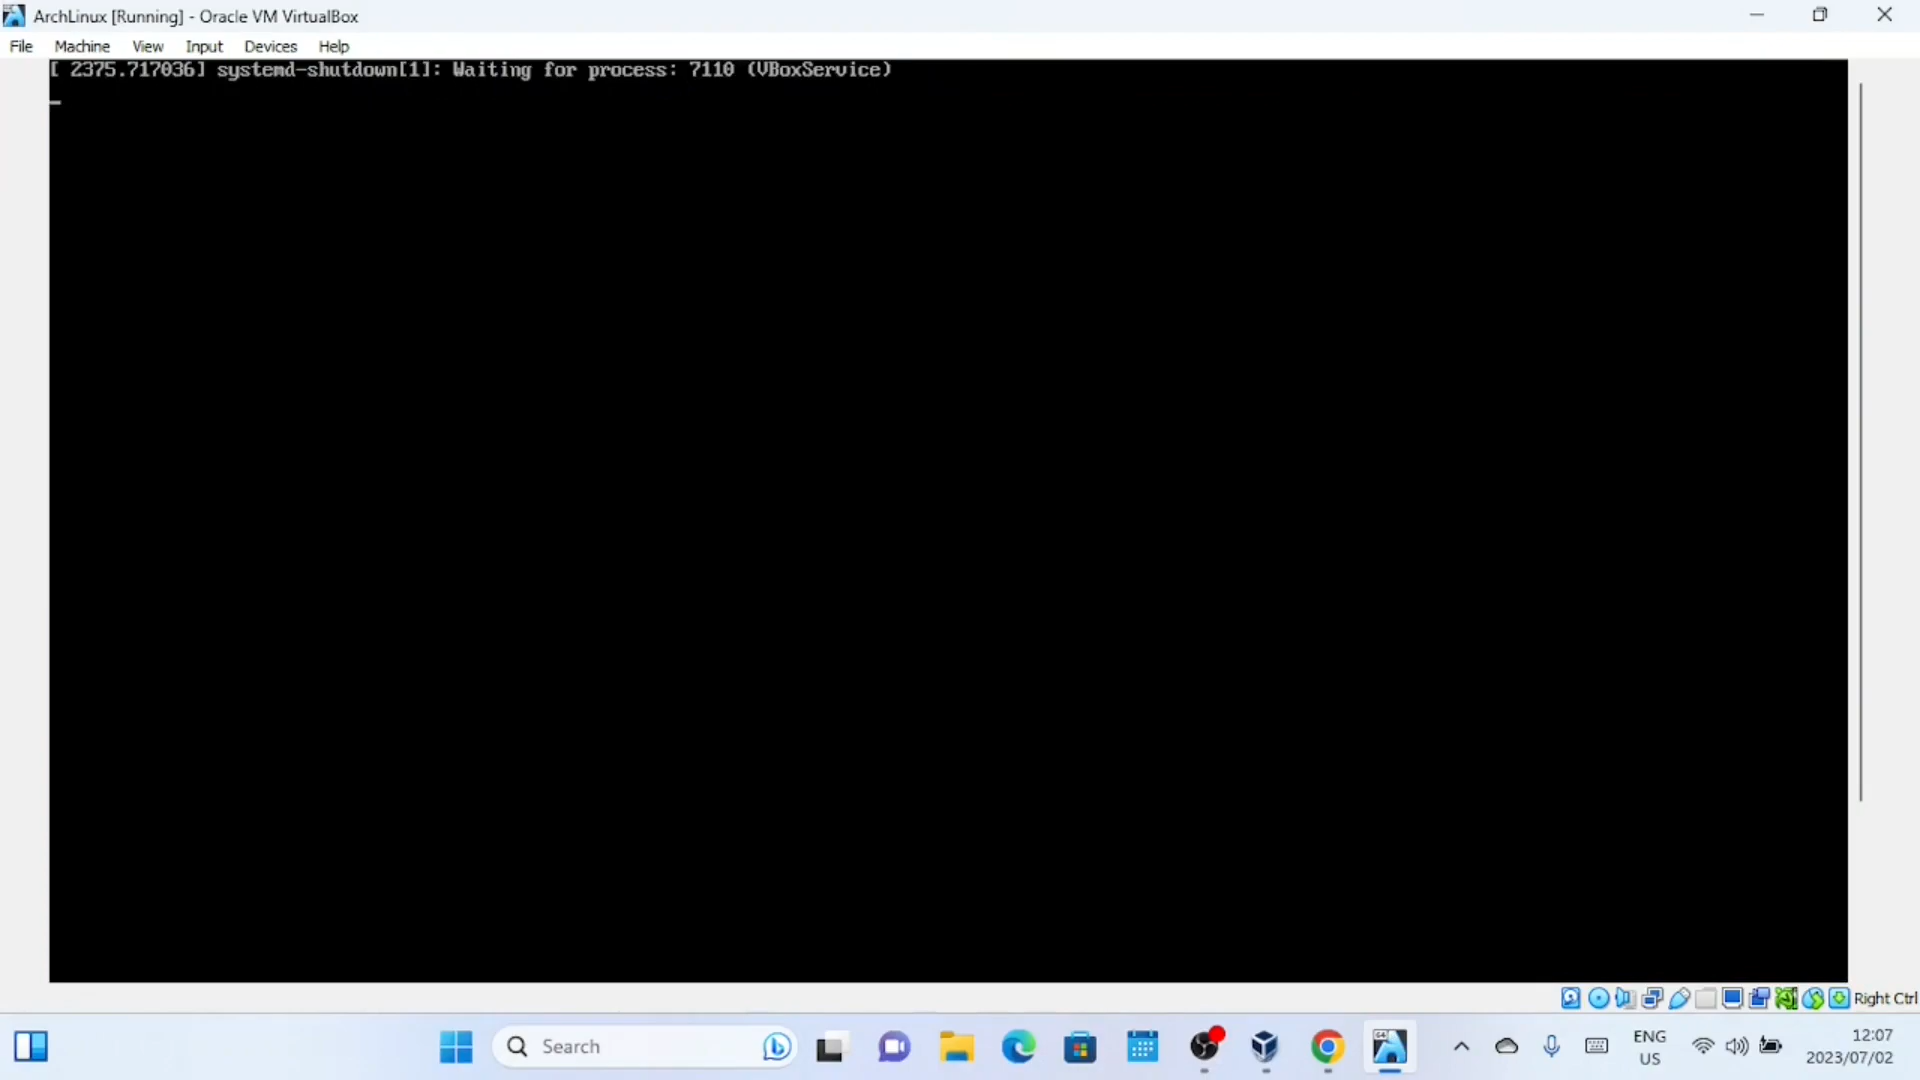 ArchLinux [Running] - Oracle VM VirtualBox
File Machine View Input Devices Help
[ 2375.717036] systemd-shutdown[1]: Waiting for process: 7110 (VBoxService)
Right Ctrl
Search
64
ENG
US
12:07
2023/07/02